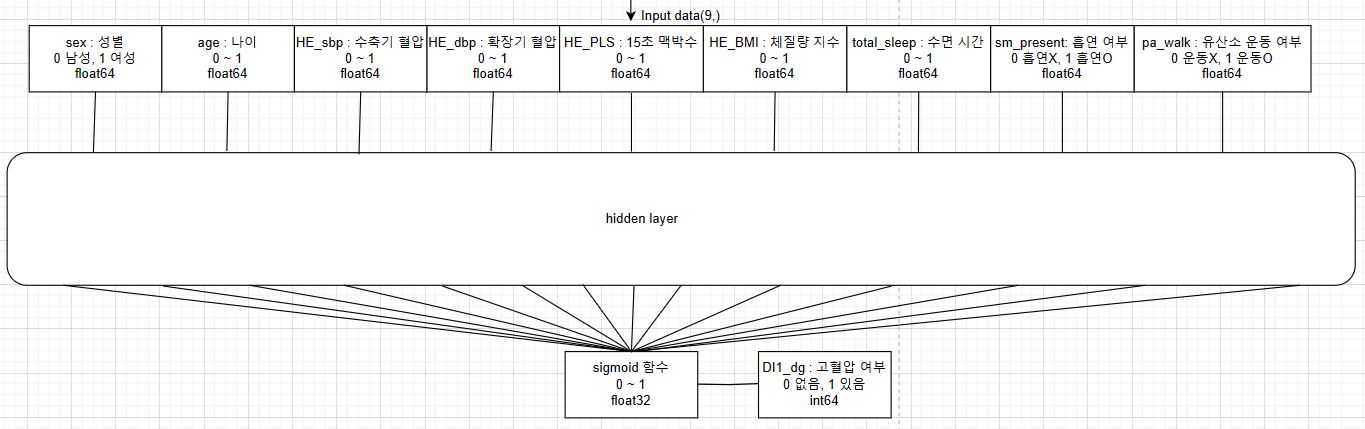 Input data(9,)
sex : 성별
0 남성, 1 여성
float64
age : 나이
0 ~ 1
float64
HE_sbp : 수축기 혈압
0 ~ 1
float64
HE_dbp : 확장기 혈압
0 ~ 1
float64
HE_PLS : 15초 맥박수
0 ~ 1
float64
HE_BMI : 체질량 지수
0 ~ 1
float64
total_sleep : 수면 시간
0 ~ 1
float64
sm_present: 흡연 여부
0 흡연X, 1 흡연O
float64
pa_walk : 유산소 운동 여부
0 운동X, 1 운동O
float64
hidden layer
sigmoid 함수
0 ~ 1
float32
DI1_dg : 고혈압 여부
0 없음, 1 있음
int64